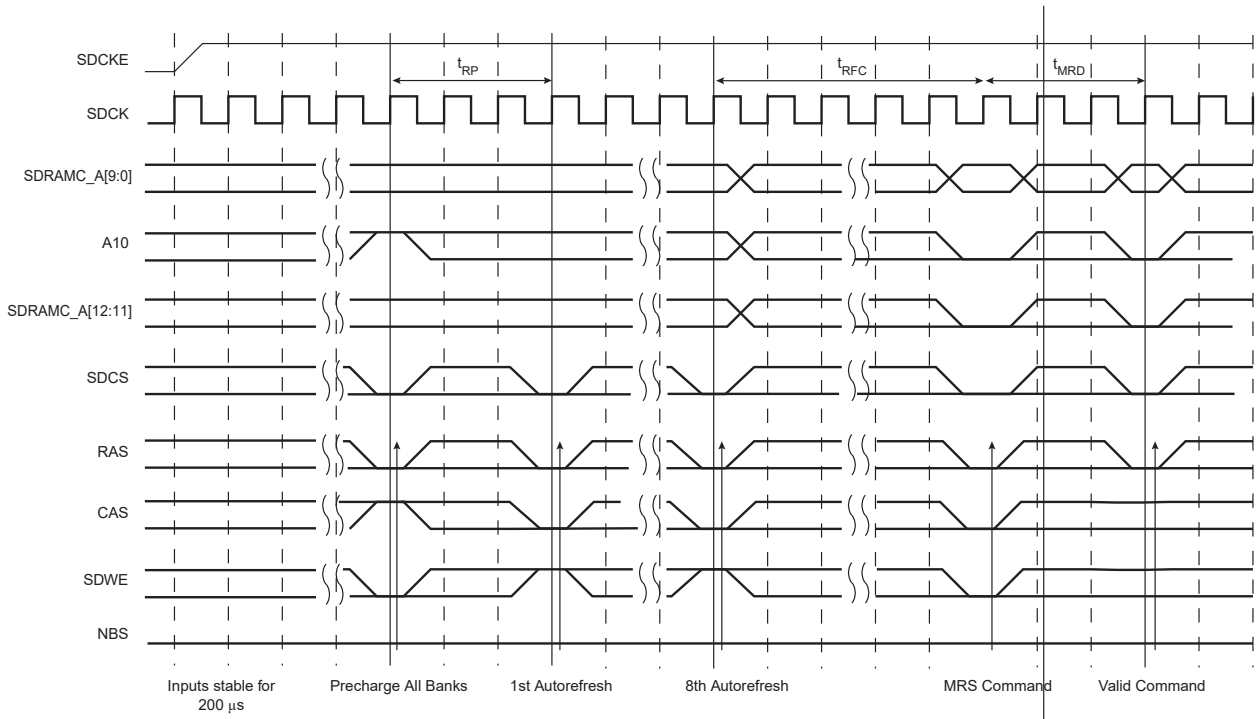 SDCKE
tRP
tRFC
tMRD
SDCK
SDRAMC_A[9:0]
A10
SDRAMC_A[12:11]
SDCS
RAS
CAS
SDWE
NBS
Inputs stable for
200 μs
Precharge All Banks
1st Autorefresh
8th Autorefresh
MRS Command
Valid Command